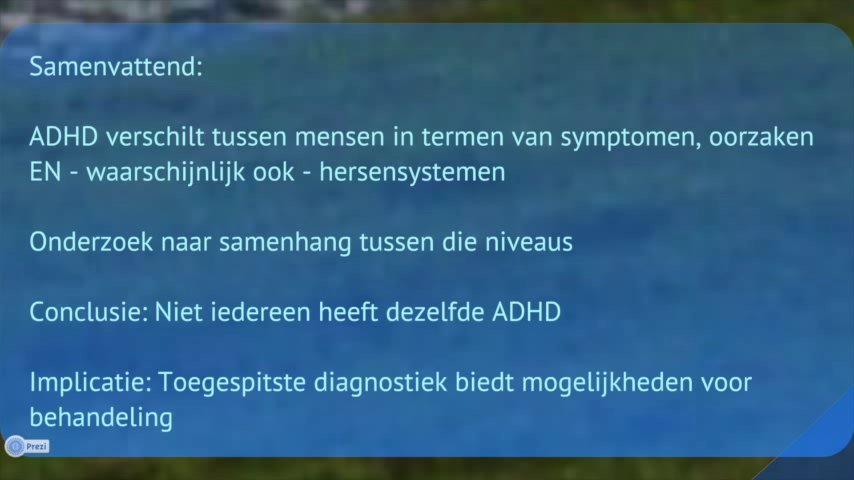 Samenvattend:
ADHD verschilt tussen mensen in termen van symptomen, oorzaken
EN - waarschijnlijk ook - hersensystemen
Onderzoek naar samenhang tussen die niveaus
Conclusie: Niet iedereen heeft dezelfde ADHD
Implicatie: Toegespitste diagnostiek biedt mogelijkheden voor
behandeling
Prezi